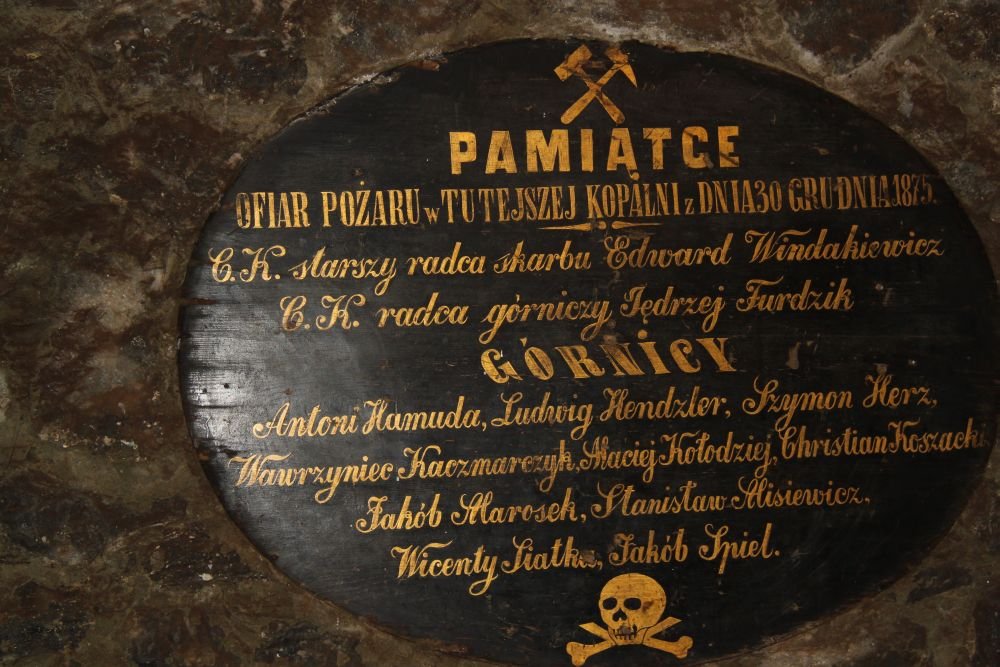 PAMIĄTCE
OFIAR POŻARU w TUTEJSZEJ KOPALNI z DNIA 30 GRUDNIA 1875.
C.K. starszy radca skarbu Edward Windakiewicz
C.K. radca górniczy Jędrzej Furdzik
GÓRNICY
Antoni Hamuda, Ludwig Hendzler, Szymon Herz,
Wawrzyniec Kaczmarczyk, Maciej Kołodziej, Christian Koszacki,
Jakób Marosek, Stanisław Misiewicz,
Wicenty Siatka, Jakób Spiel.